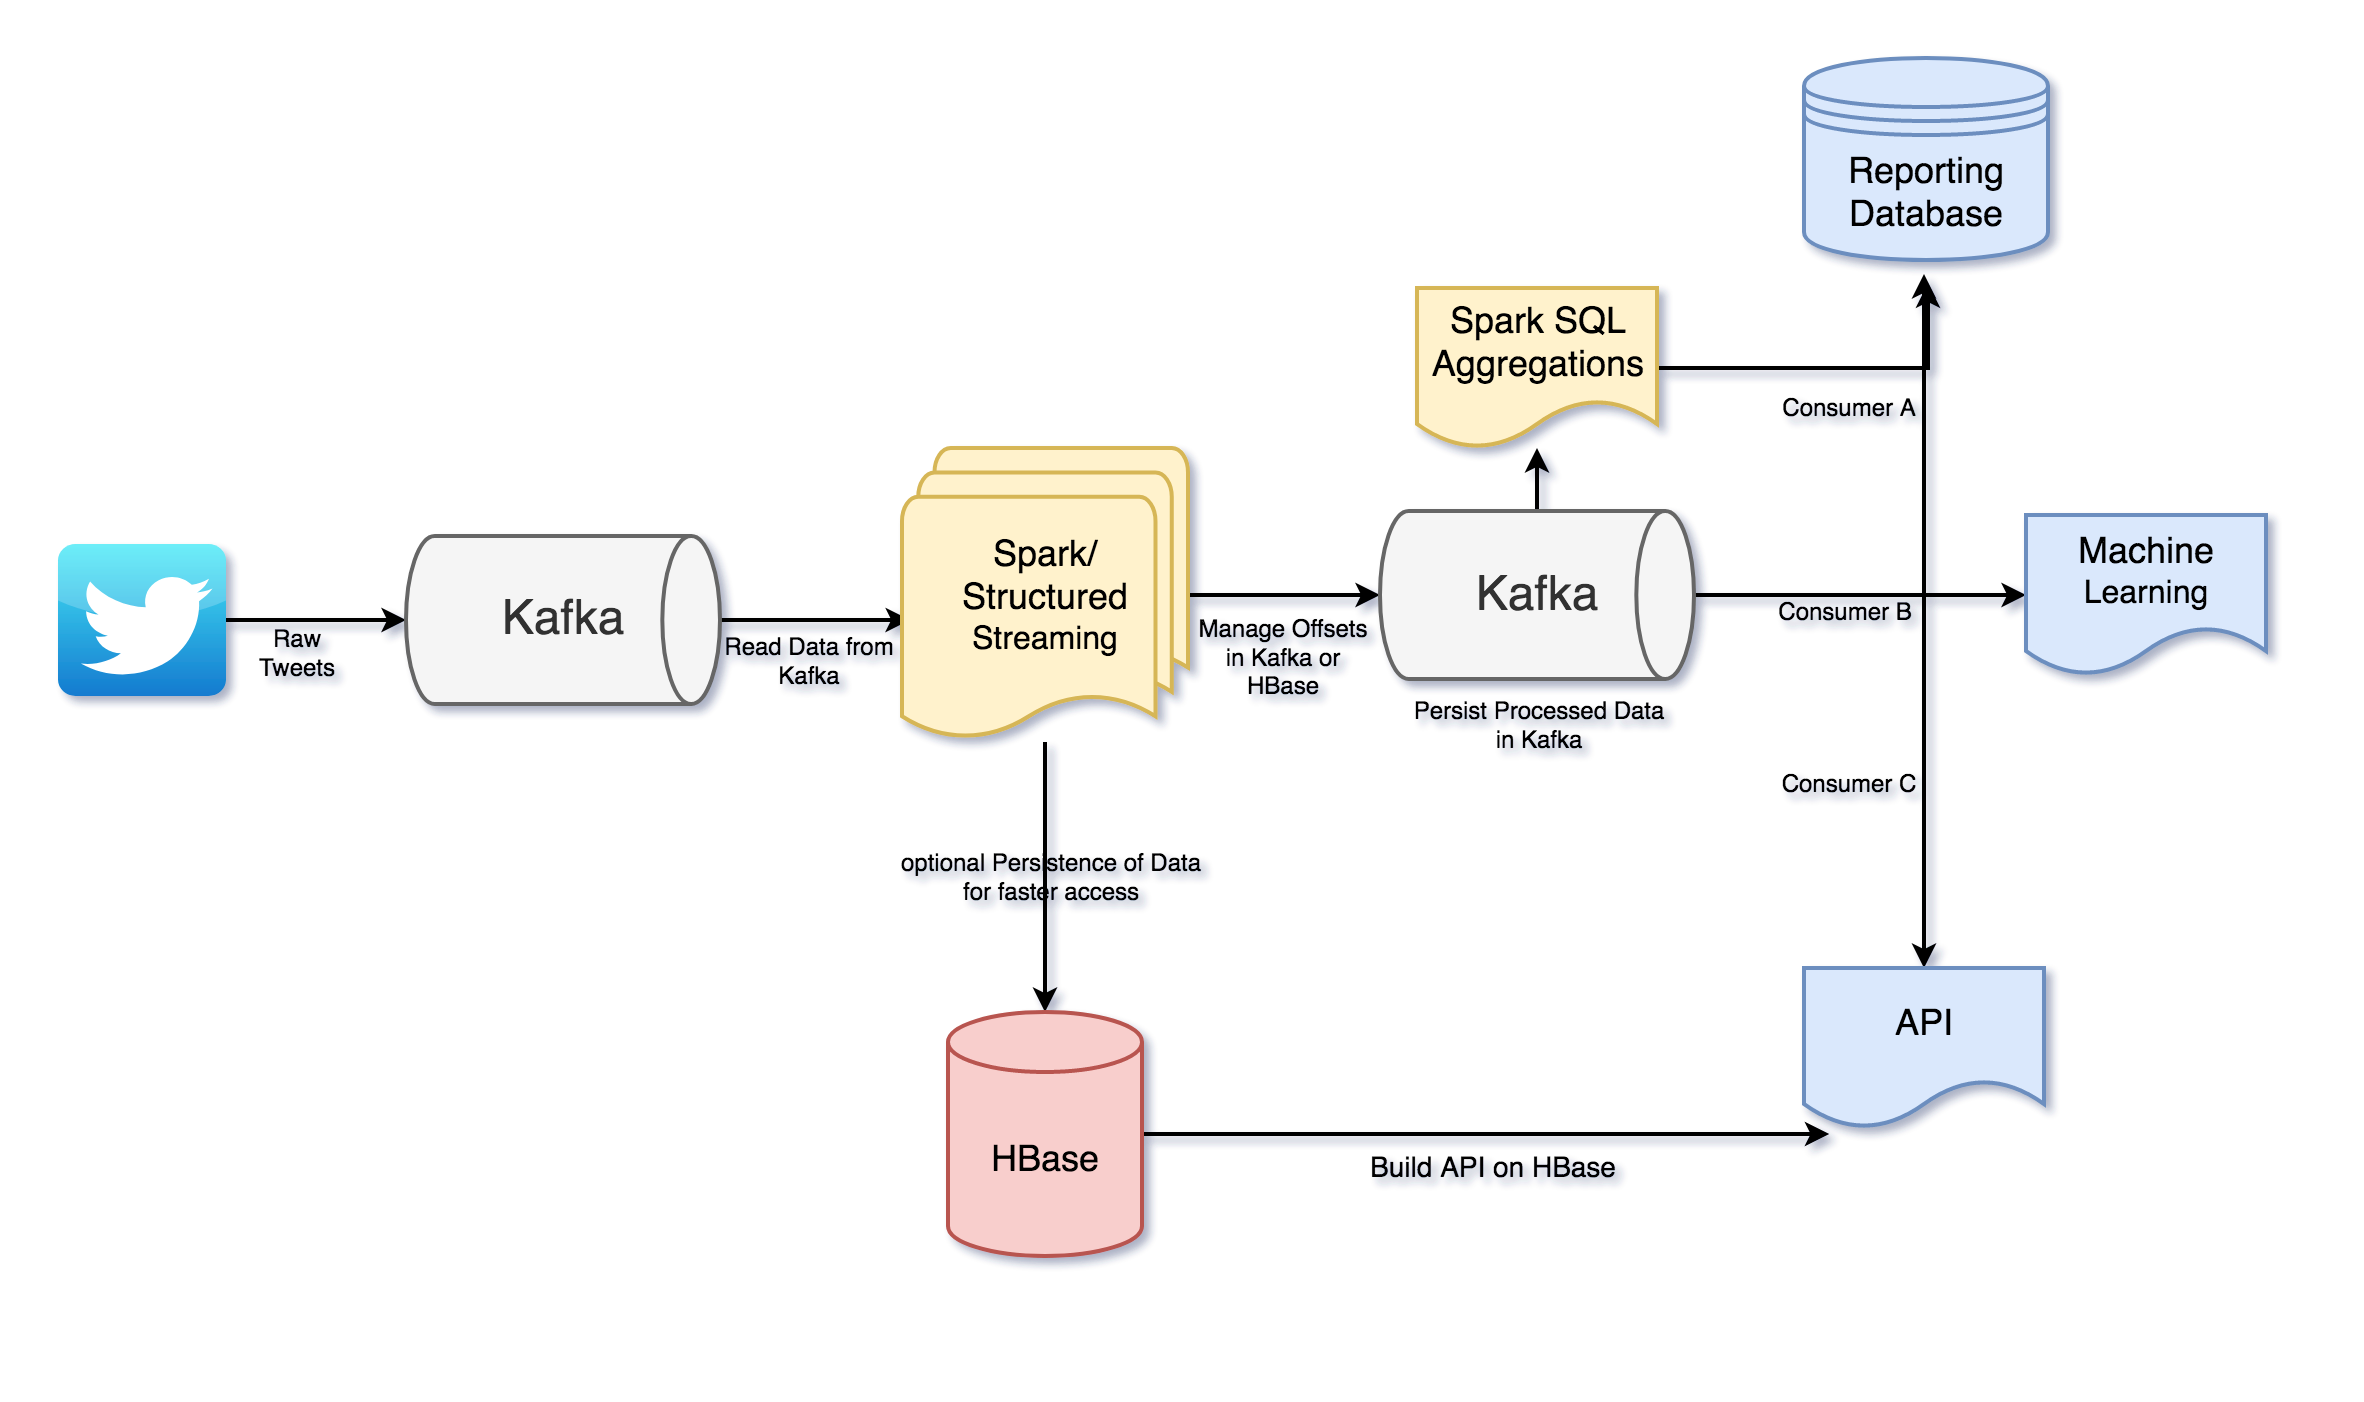 Reporting
Database
Spark SQL
Aggregations
Consumer A
Raw
Tweets
Kafka
Read Data from
Kafka
Spark/
Structured
Streaming
Manage Offsets
in Kafka or
HBase
Kafka
Persist Processed Data
in Kafka
Consumer B
Machine
Learning
Consumer C
optional Persistence of Data
for faster access
API
HBase
Build API on HBase